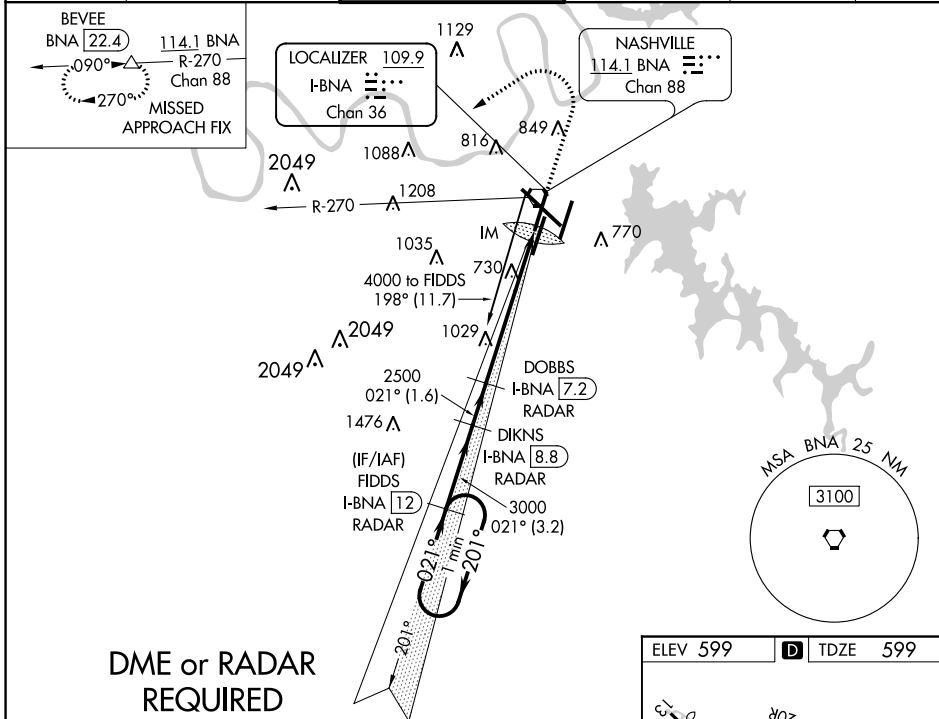 BEVEE
BNA 22.4
114.1 BNA
090°
R-270
Chan 88
270°
MISSED
APPROACH FIX
LOCALIZER 109.9
I-BNA
Chan 36
1129
NASHVILLE
114.1 BNA
Chan 88
849
816
1088
2049
1208
R-270
IM
770
1035
730
4000 to FIDDS
198° (11.7)
1029
2049
2049
2500
021° (1.6)
DOBBS
I-BNA 7.2
RADAR
1476
DIKNS
I-BNA 8.8
RADAR
(IF/IAF)
FIDDS
I-BNA 12
RADAR
3000
021° (3.2)
021°
1 min
201°
201°
MSA BNA 25 NM
3100
DME or RADAR
REQUIRED
ELEV 599
D
TDZE 599
13
20R